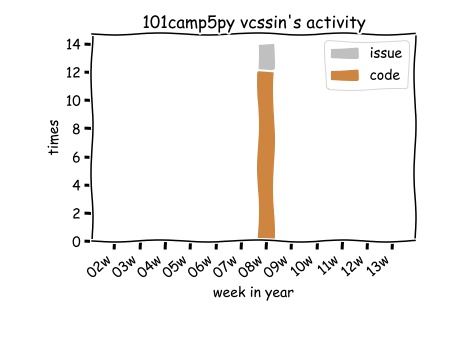 101camp5py vcssin's activity
issue
code
times
14
12
10
8
6
4
2
0
02w 03w 04w 05w 06w 07w 08w 09w 10w 11w 12w 13w
week in year